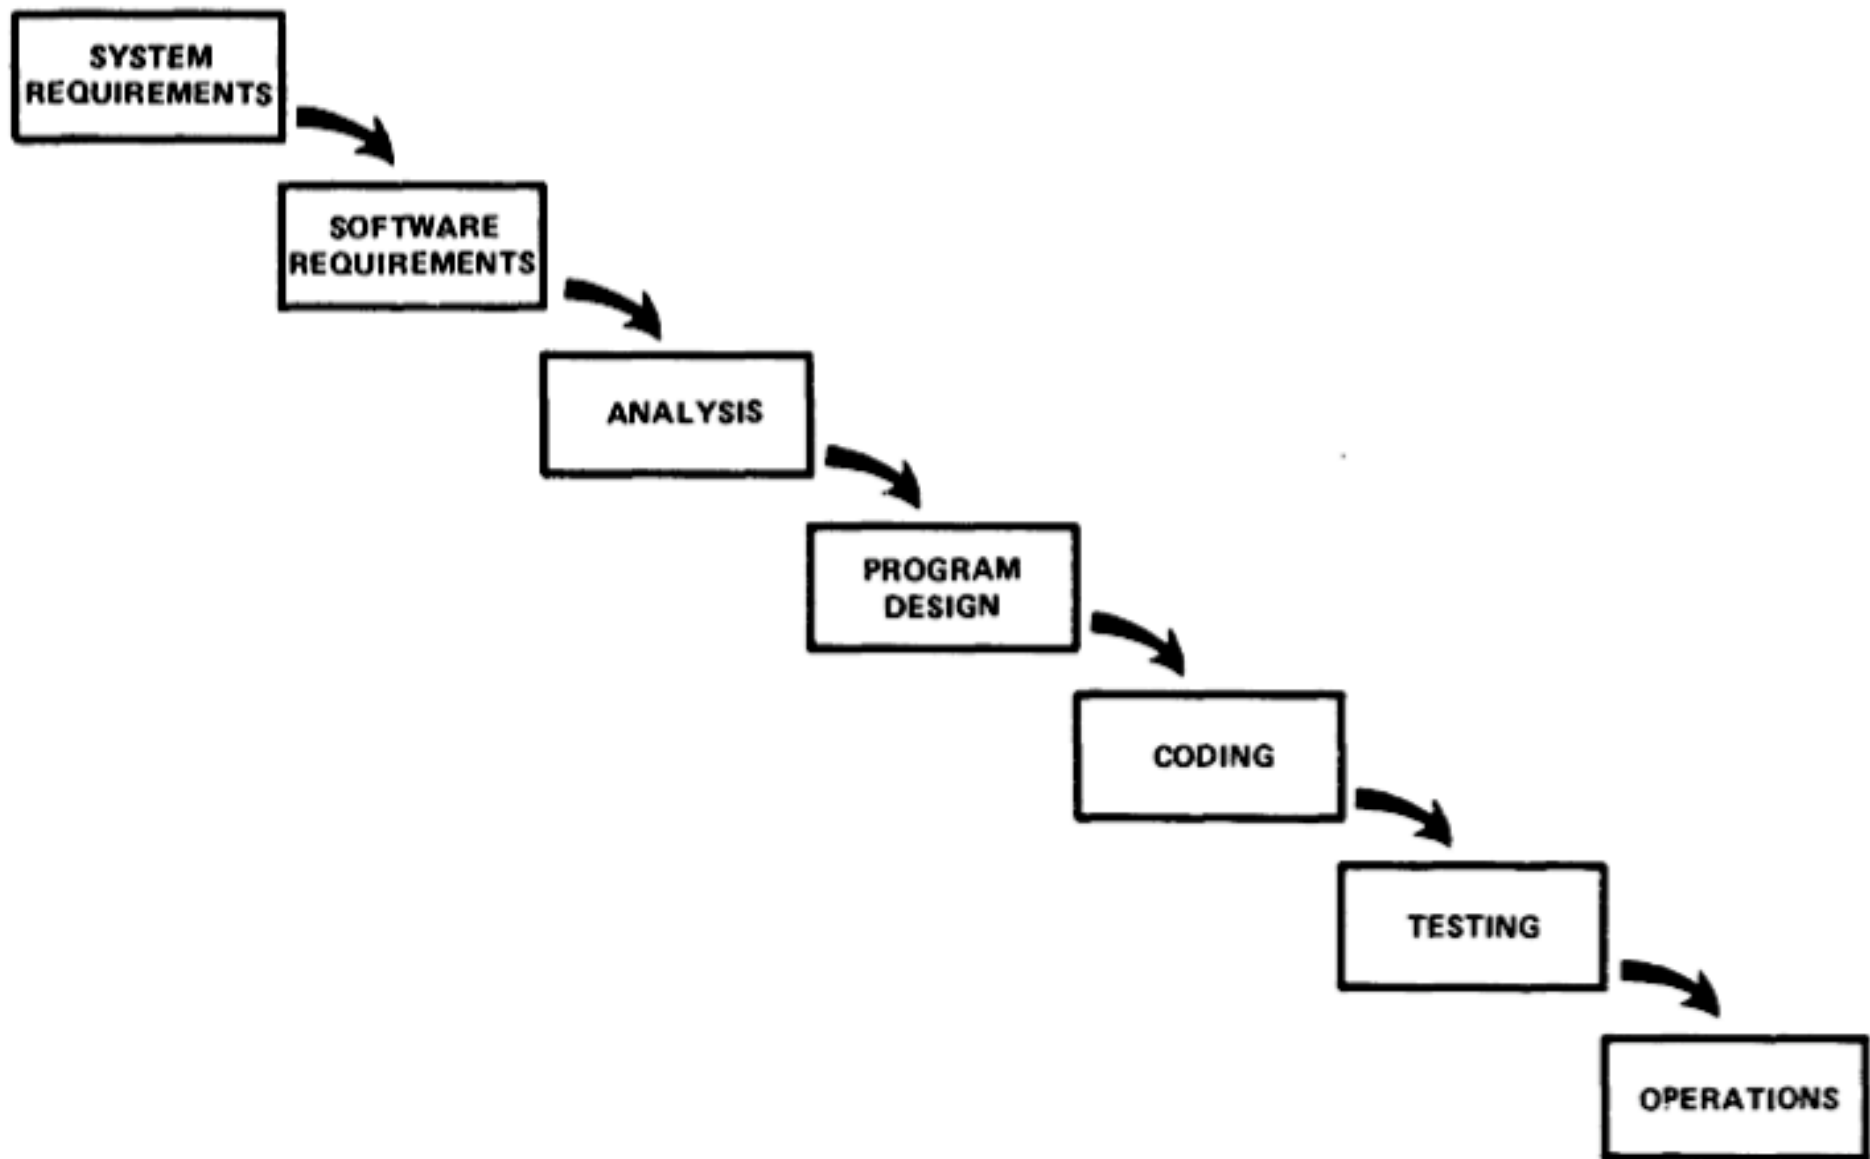 SYSTEM
REQUIREMENTS
SOFTWARE
REQUIREMENTS
ANALYSIS
PROGRAM
DESIGN
CODING
TESTING
OPERATIONS